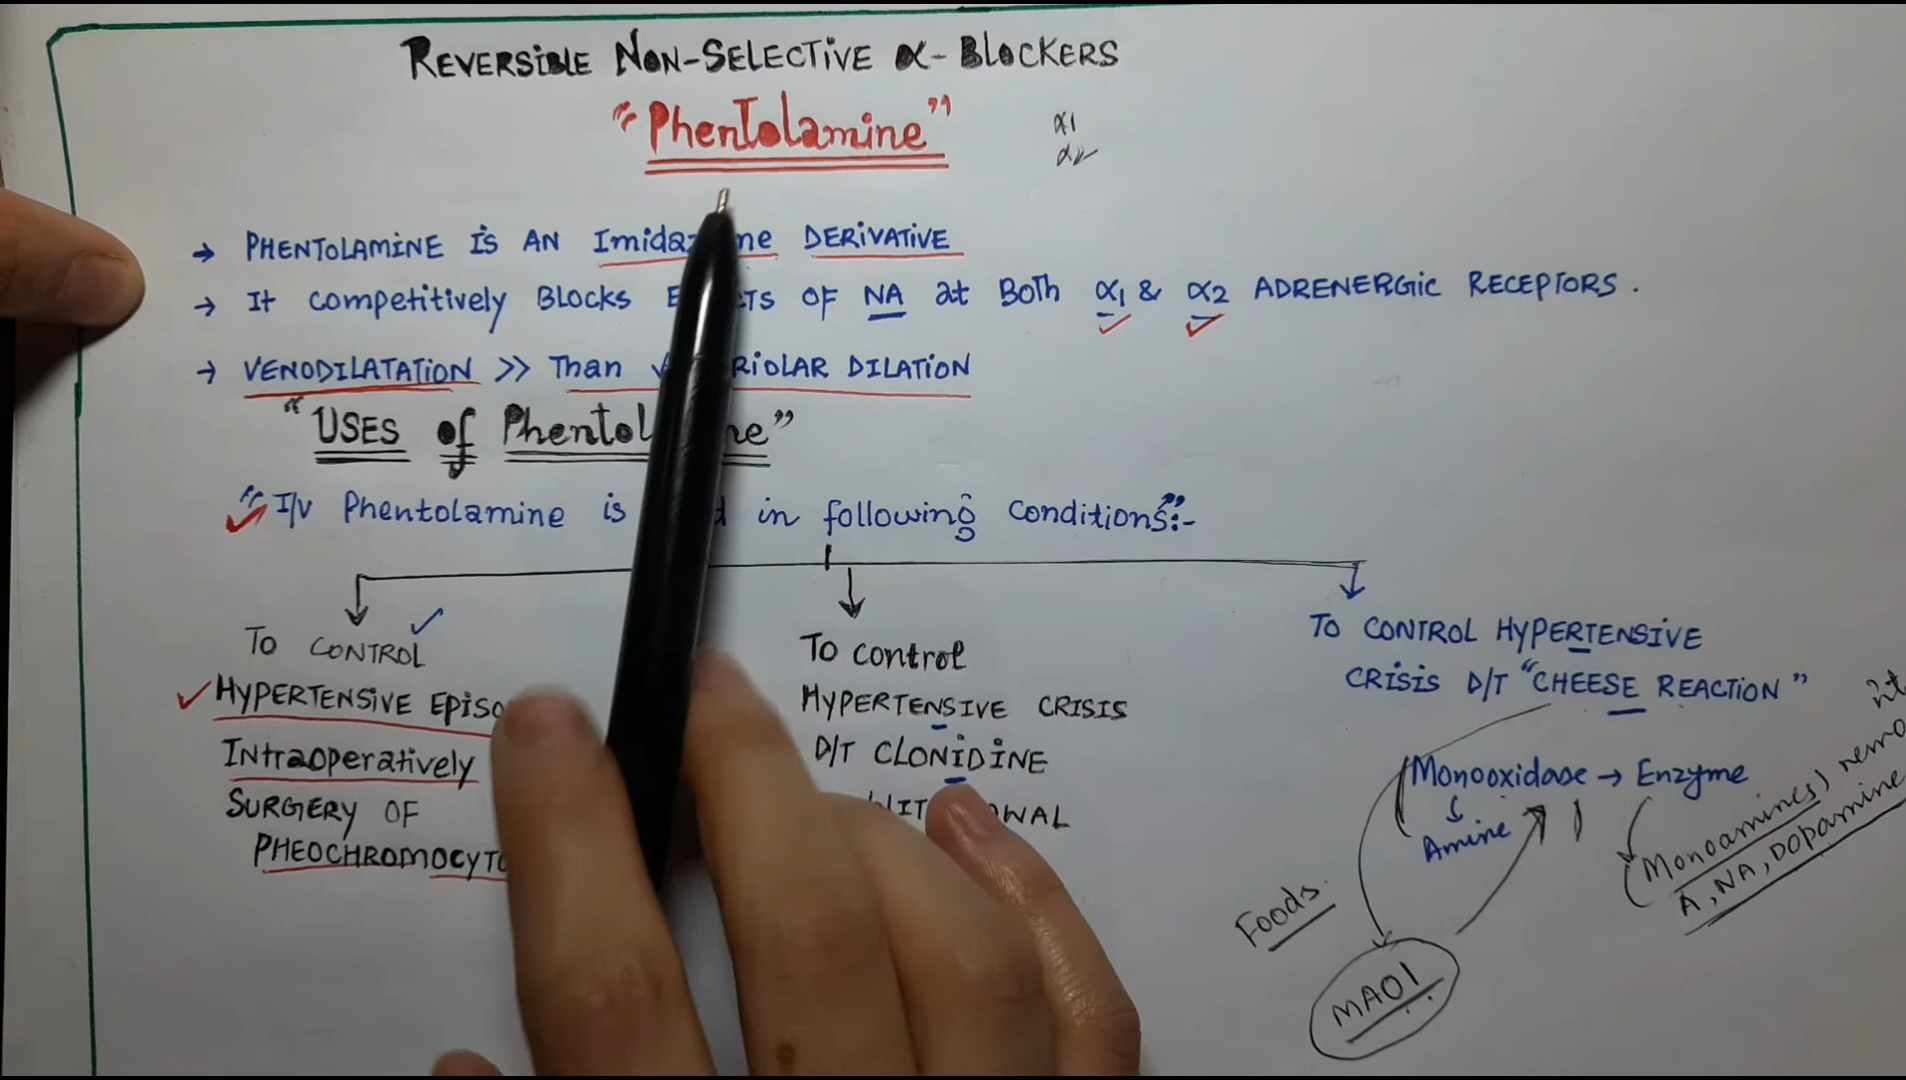 REVERSIBLE NON-SELECTIVE α-BLOCKERS
"Phentolamine"
α1
α2
→ PHENTOLAMINE IS AN DERIVATIVE
→ It competitively BLOCKS OF NA at BOTH α1 & α2 ADRENERGIC RECEPTORS.
→ VENODILATATION >> Than DILATION
"USES of
"I/V Phentolamine is in following conditions":-
To CONTROL
HYPERTENSIVE
Intraoperatively
SURGERY OF
To control
HYPERTENSIVE CRISIS
D/T CLONIDINE
TO CONTROL HYPERTENSIVE
CRISIS D/T "CHEESE REACTION"
Monooxidase → Enzyme
Amine
(Monoamines)
A, NA, Dopamine
Foods.
MAOI